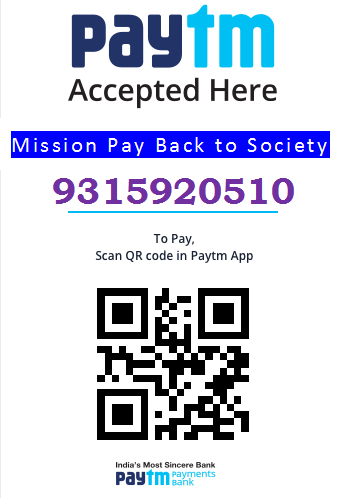 paytm
Accepted Here
Mission Pay Back to Society
9315920510
To Pay,
Scan QR code in Paytm App
India's Most Sincere Bank
paytm payments
Bank